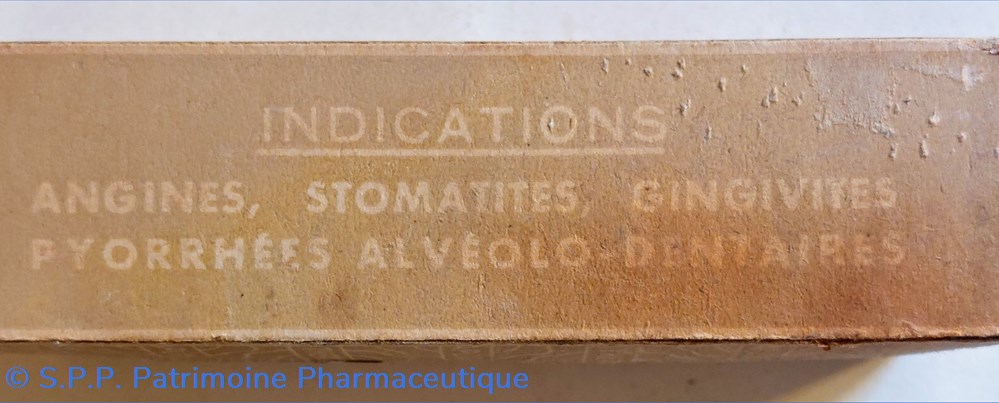 INDICATIONS
ANGINES, STOMATITES, GINGIVITES
PYORRHÉES ALVÉOLO-DENTAIRES
© S.P.P. Patrimoine Pharmaceutique